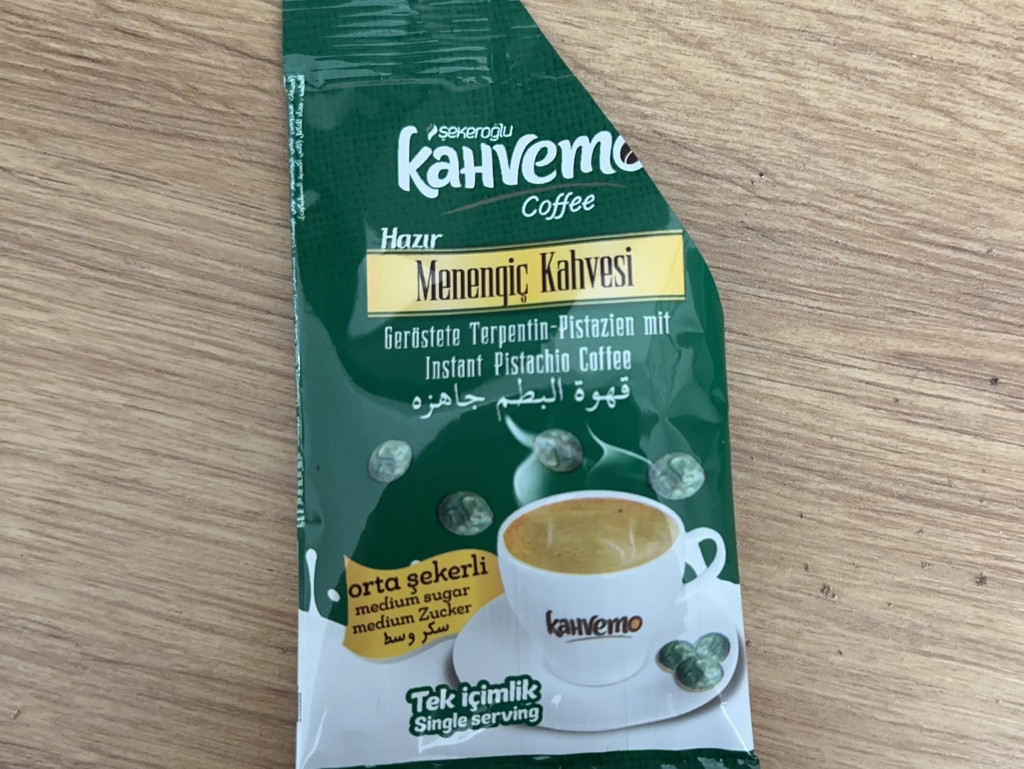 şekeroğlu
kahvemo
Coffee
Hazır
Menengiç Kahvesi
Geröstete Terpentin-Pistazien mit
Instant Pistachio Coffee
قهوة البطم جاهزه
orta şekerli
medium sugar
medium Zucker
سكر وسط
kahvemo
Tek içimlik
Single serving